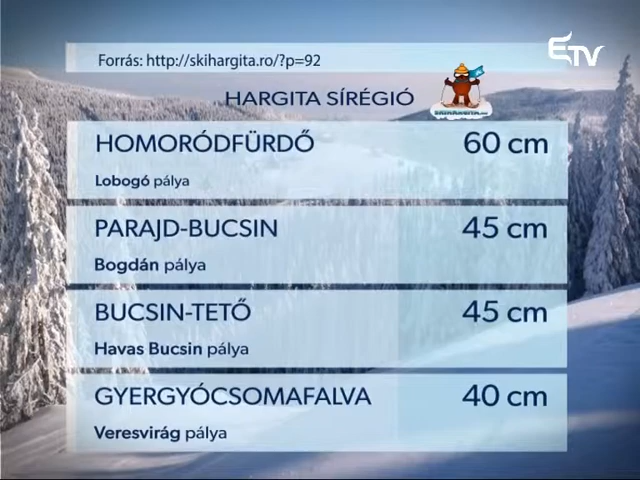 ETV
Forrás: http://skihargita.ro/?p=92
HARGITA SÍRÉGIÓ
HOMORÓDFÜRDŐ 60 cm
Lobogó pálya
PARAJD-BUCSIN 45 cm
Bogdán pálya
BUCSIN-TETŐ 45 cm
Havas Bucsin pálya
GYERGYÓCSOMAFALVA 40 cm
Veresvirág pálya